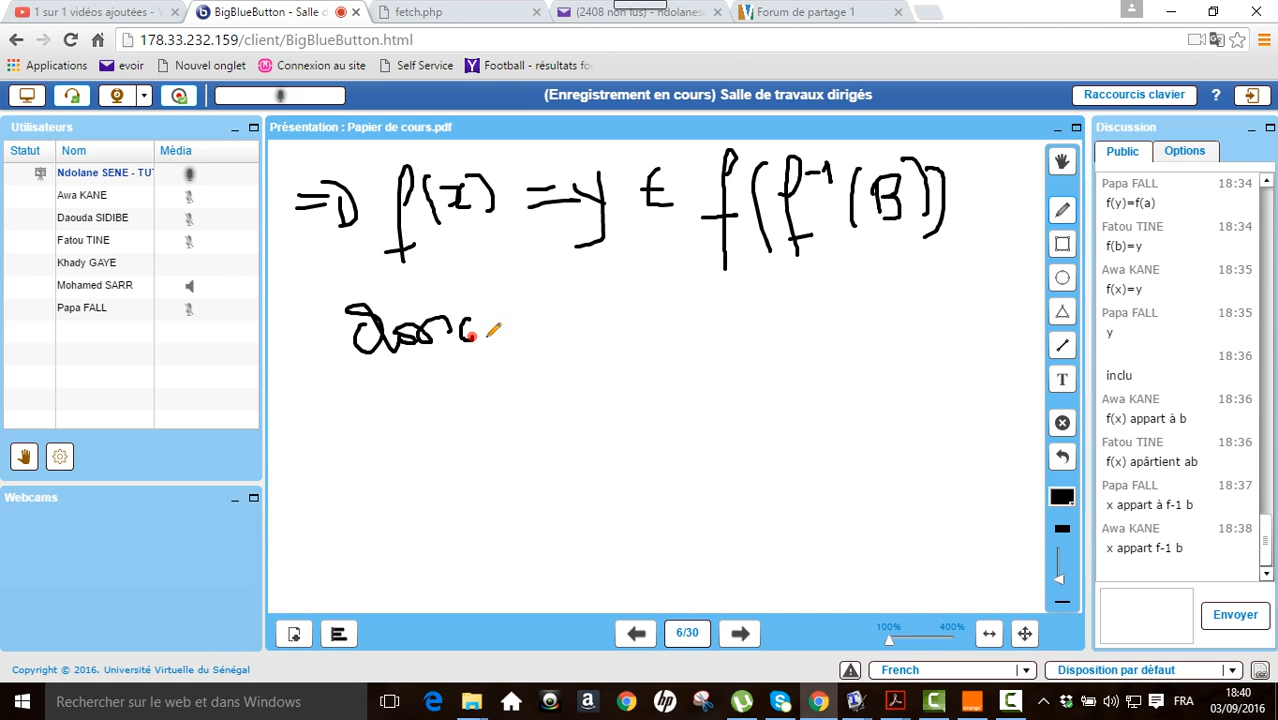 1 sur 1 vidéos ajoutées -
BigBlueButton - Salle d
fetch.php
(2408 non lus) - ndolanese
Forum de partage 1
178.33.232.159/client/BigBlueButton.html
Applications
evoir
Nouvel onglet
Connexion au site
Self Service
Football - résultats fo
(Enregistrement en cours) Salle de travaux dirigés
Raccourcis clavier
?
Utilisateurs
Statut Nom Média
Ndolane SENE - TUT
Awa KANE
Daouda SIDIBE
Fatou TINE
Khady GAYE
Mohamed SARR
Papa FALL
Webcams
Présentation : Papier de cours.pdf
=D f(x) = y ∈ f(f⁻¹(B))
donc
T
6/30
100% 400%
Discussion
Public Options
Papa FALL 18:34
f(y)=f(a)
Fatou TINE 18:34
f(b)=y
Awa KANE 18:35
f(x)=y
Papa FALL 18:35
y
18:36
inclu
Awa KANE 18:36
f(x) appart à b
Fatou TINE 18:36
f(x) apârtient ab
Papa FALL 18:37
x appart à f-1 b
Awa KANE 18:38
x appart f-1 b
Envoyer
Copyright © 2016. Université Virtuelle du Sénégal
French
Disposition par défaut
Rechercher sur le web et dans Windows
FRA
18:40
03/09/2016